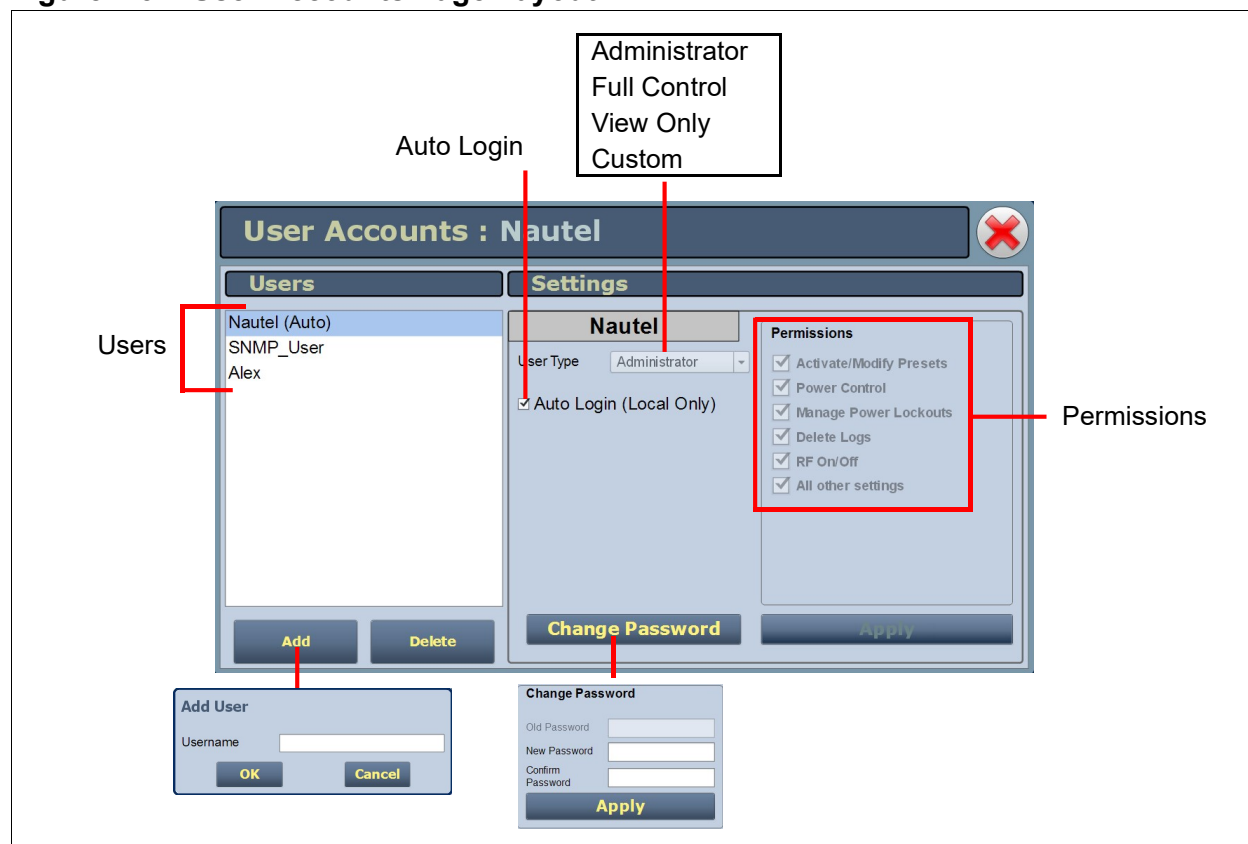 Administrator
Full Control
View Only
Custom
Auto Login
User Accounts : Nautel
Users
Settings
Users
Nautel (Auto)
SNMP_User
Alex
Nautel
User Type
Administrator
Auto Login (Local Only)
Permissions
Activate/Modify Presets
Power Control
Manage Power Lockouts
Delete Logs
RF On/Off
All other settings
Permissions
Add
Delete
Change Password
Apply
Add User
Username
OK
Cancel
Change Password
Old Password
New Password
Confirm
Password
Apply